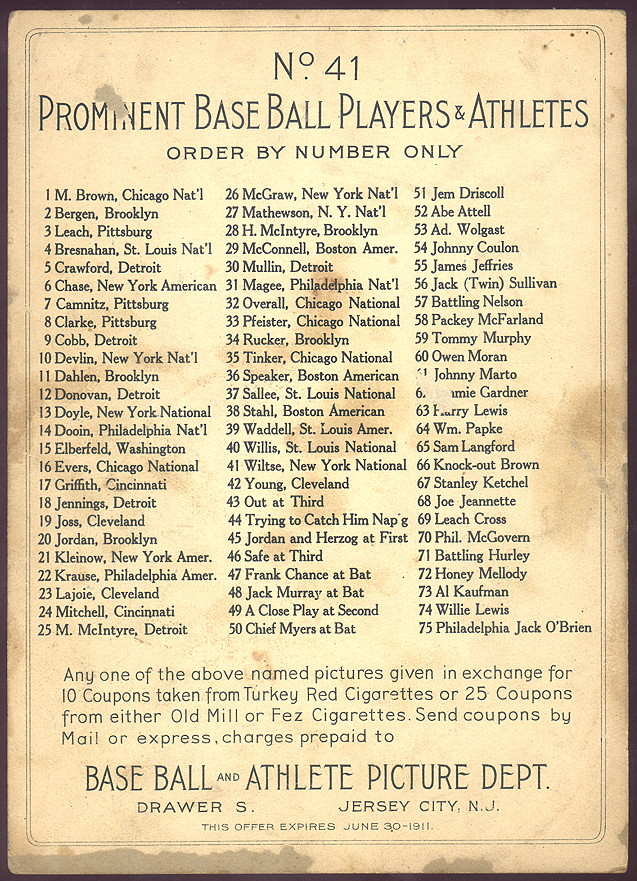 Nº 41
PROMINENT BASE BALL PLAYERS & ATHLETES
ORDER BY NUMBER ONLY
1 M. Brown, Chicago Nat'l
2 Bergen, Brooklyn
3 Leach, Pittsburg
4 Bresnahan, St. Louis Nat'l
5 Crawford, Detroit
6 Chase, New York American
7 Camnitz, Pittsburg
8 Clarke, Pittsburg
9 Cobb, Detroit
10 Devlin, New York Nat'l
11 Dahlen, Brooklyn
12 Donovan, Detroit
13 Doyle, New York National
14 Dooin, Philadelphia Nat'l
15 Elberfeld, Washington
16 Evers, Chicago National
17 Griffith, Cincinnati
18 Jennings, Detroit
19 Joss, Cleveland
20 Jordan, Brooklyn
21 Kleinow, New York Amer.
22 Krause, Philadelphia Amer.
23 Lajoie, Cleveland
24 Mitchell, Cincinnati
25 M. McIntyre, Detroit
26 McGraw, New York Nat'l
27 Mathewson, N. Y. Nat'l
28 H. McIntyre, Brooklyn
29 McConnell, Boston Amer.
30 Mullin, Detroit
31 Magee, Philadelphia Nat'l
32 Overall, Chicago National
33 Pfeister, Chicago National
34 Rucker, Brooklyn
35 Tinker, Chicago National
36 Speaker, Boston American
37 Sallee, St. Louis National
38 Stahl, Boston American
39 Waddell, St. Louis Amer.
40 Willis, St. Louis National
41 Wiltse, New York National
42 Young, Cleveland
43 Out at Third
44 Trying to Catch Him Nap'g
45 Jordan and Herzog at First
46 Safe at Third
47 Frank Chance at Bat
48 Jack Murray at Bat
49 A Close Play at Second
50 Chief Myers at Bat
51 Jem Driscoll
52 Abe Attell
53 Ad. Wolgast
54 Johnny Coulon
55 James Jeffries
56 Jack (Twin) Sullivan
57 Battling Nelson
58 Packey McFarland
59 Tommy Murphy
60 Owen Moran
Johnny Marto
Gardner
63 Harry Lewis
64 Wm. Papke
65 Sam Langford
66 Knock-out Brown
67 Stanley Ketchel
68 Joe Jeannette
69 Leach Cross
70 Phil. McGovern
71 Battling Hurley
72 Honey Mellody
73 Al Kaufman
74 Willie Lewis
75 Philadelphia Jack O'Brien
Any one of the above named pictures given in exchange for
10 Coupons taken from Turkey Red Cigarettes or 25 Coupons
from either Old Mill or Fez Cigarettes. Send coupons by
Mail or express, charges prepaid to
BASE BALL AND ATHLETE PICTURE DEPT.
DRAWER S. JERSEY CITY, N.J.
THIS OFFER EXPIRES JUNE 30-1911.